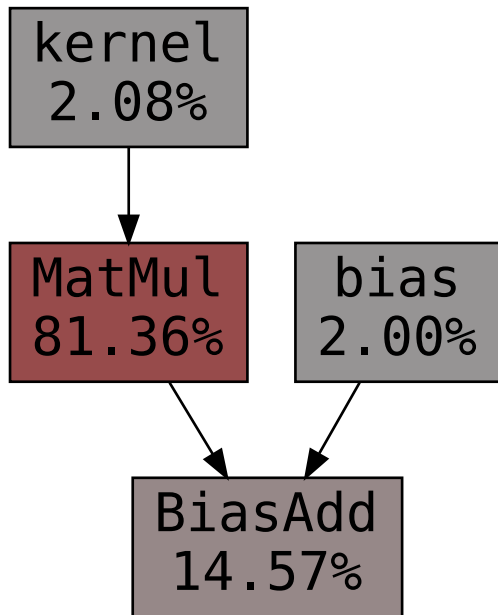 kernel
2.08%
MatMul
81.36%
bias
2.00%
BiasAdd
14.57%